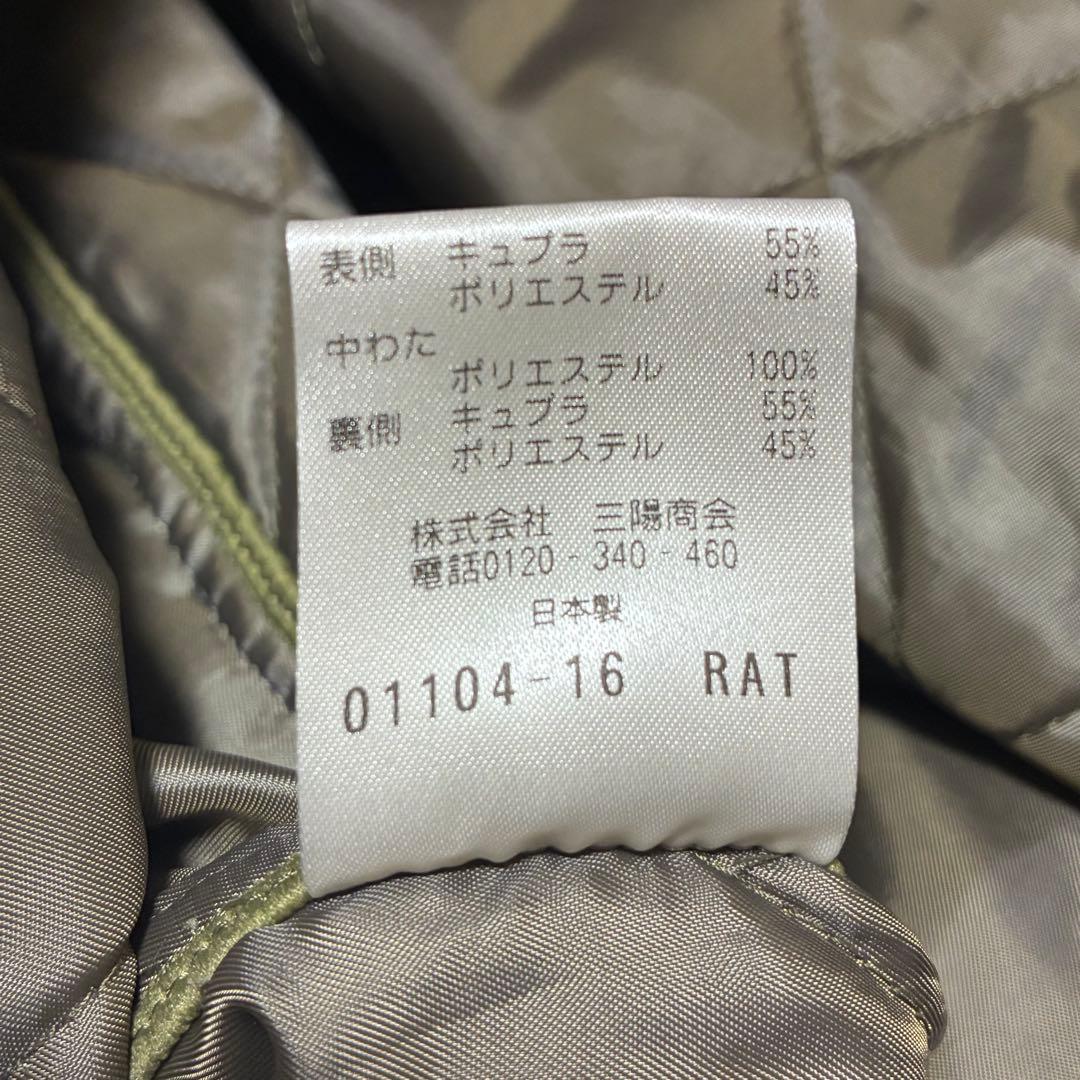 表側 キュプラ 55%
ポリエステル 45%
中わた
ポリエステル 100%
裏側 キュプラ 55%
ポリエステル 45%
株式会社 三陽商会
電話0120-340-460
日本製
01104-16 RAT